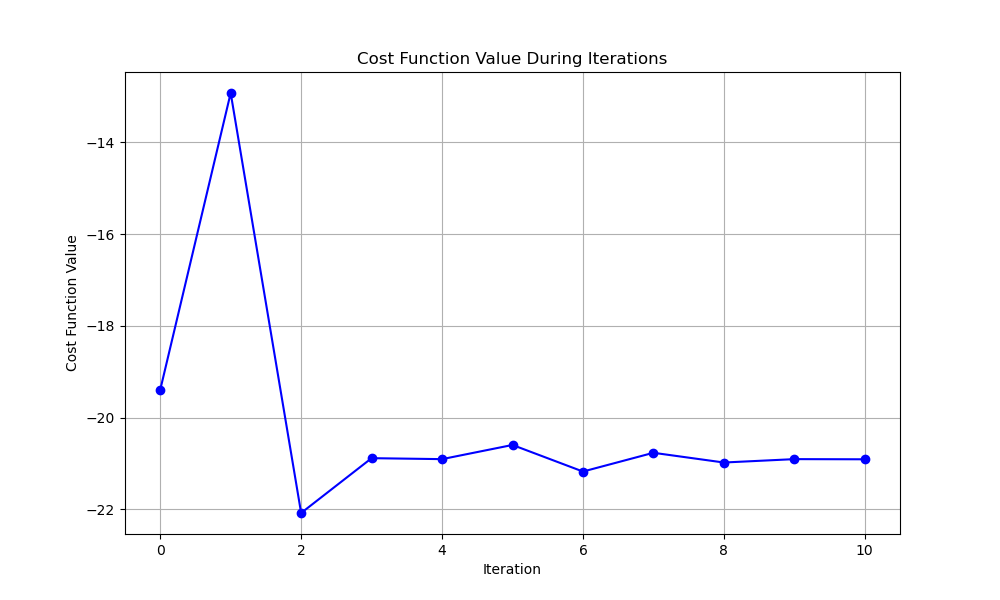 Cost Function Value During Iterations
Cost Function Value
−14
−16
−18
−20
−22
0 2 4 6 8 10
Iteration